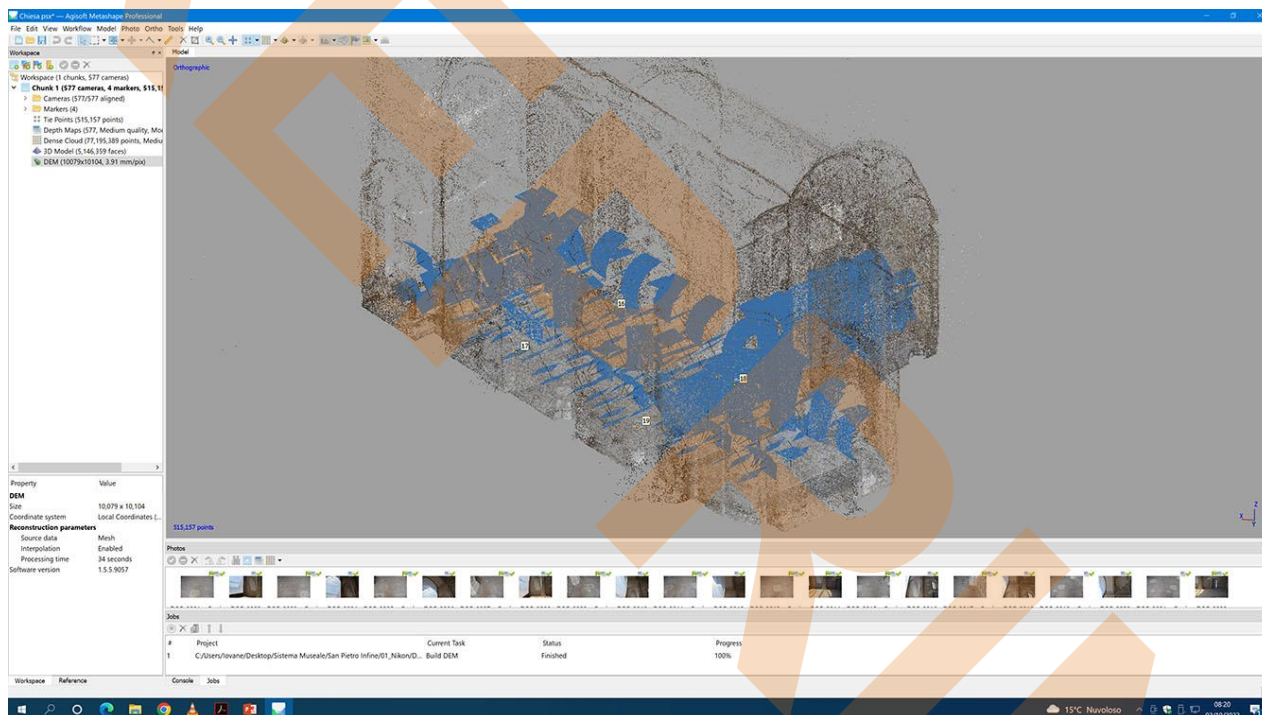 Chiesa.psx* — Agisoft Metashape Professional
File Edit View Workflow Model Photo Ortho Tools Help
Workspace
Model
Orthographic
Workspace (1 chunks, 577 cameras)
Chunk 1 (577 cameras, 4 markers, 515,15
Cameras (577/577 aligned)
Markers (4)
Tie Points (515,157 points)
Depth Maps (577, Medium quality, Mo
Dense Cloud (77,195,389 points, Mediu
3D Model (5,146,359 faces)
DEM (10079x10104, 3.91 mm/pix)
16
17
18
19
515,157 points
Z
X
Y
Property Value
DEM
Size 10,079 x 10,104
Coordinate system Local Coordinates (...
Reconstruction parameters
Source data Mesh
Interpolation Enabled
Processing time 34 seconds
Software version 1.5.5.9057
Photos
Jobs
# Project Current Task Status Progress
1 C:/Users/Iovane/Desktop/Sistema Museale/San Pietro Infine/01_Nikon/D... Build DEM Finished 100%
Workspace Reference
Console Jobs
15°C Nuvoloso
08:20